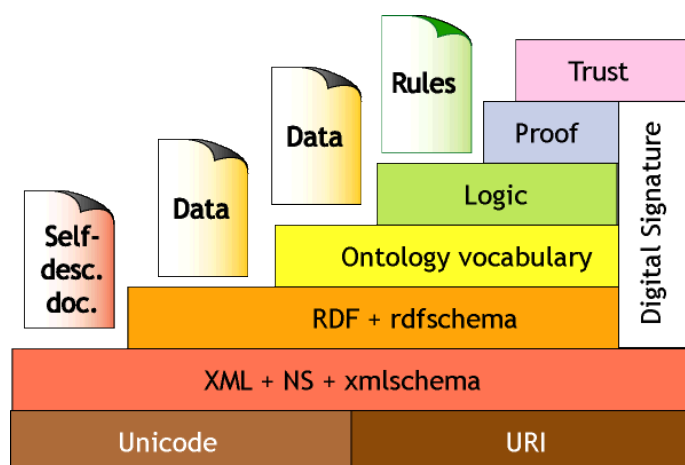 Trust
Rules
Proof
Data
Logic
Data
Digital Signature
Self-
desc.
doc.
Ontology vocabulary
RDF + rdfschema
XML + NS + xmlschema
Unicode
URI